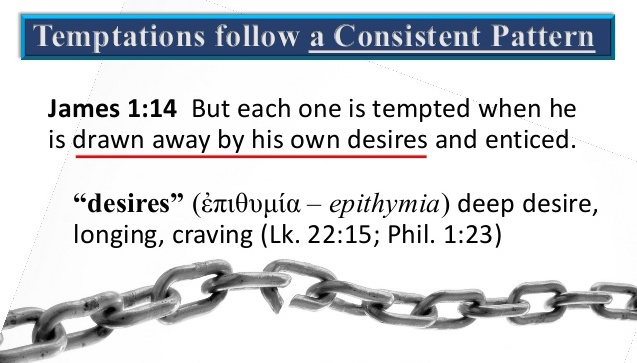 Temptations follow a Consistent Pattern
James 1:14 But each one is tempted when he
is drawn away by his own desires and enticed.
“desires” (ἐπιθυμία – epithymia) deep desire,
longing, craving (Lk. 22:15; Phil. 1:23)